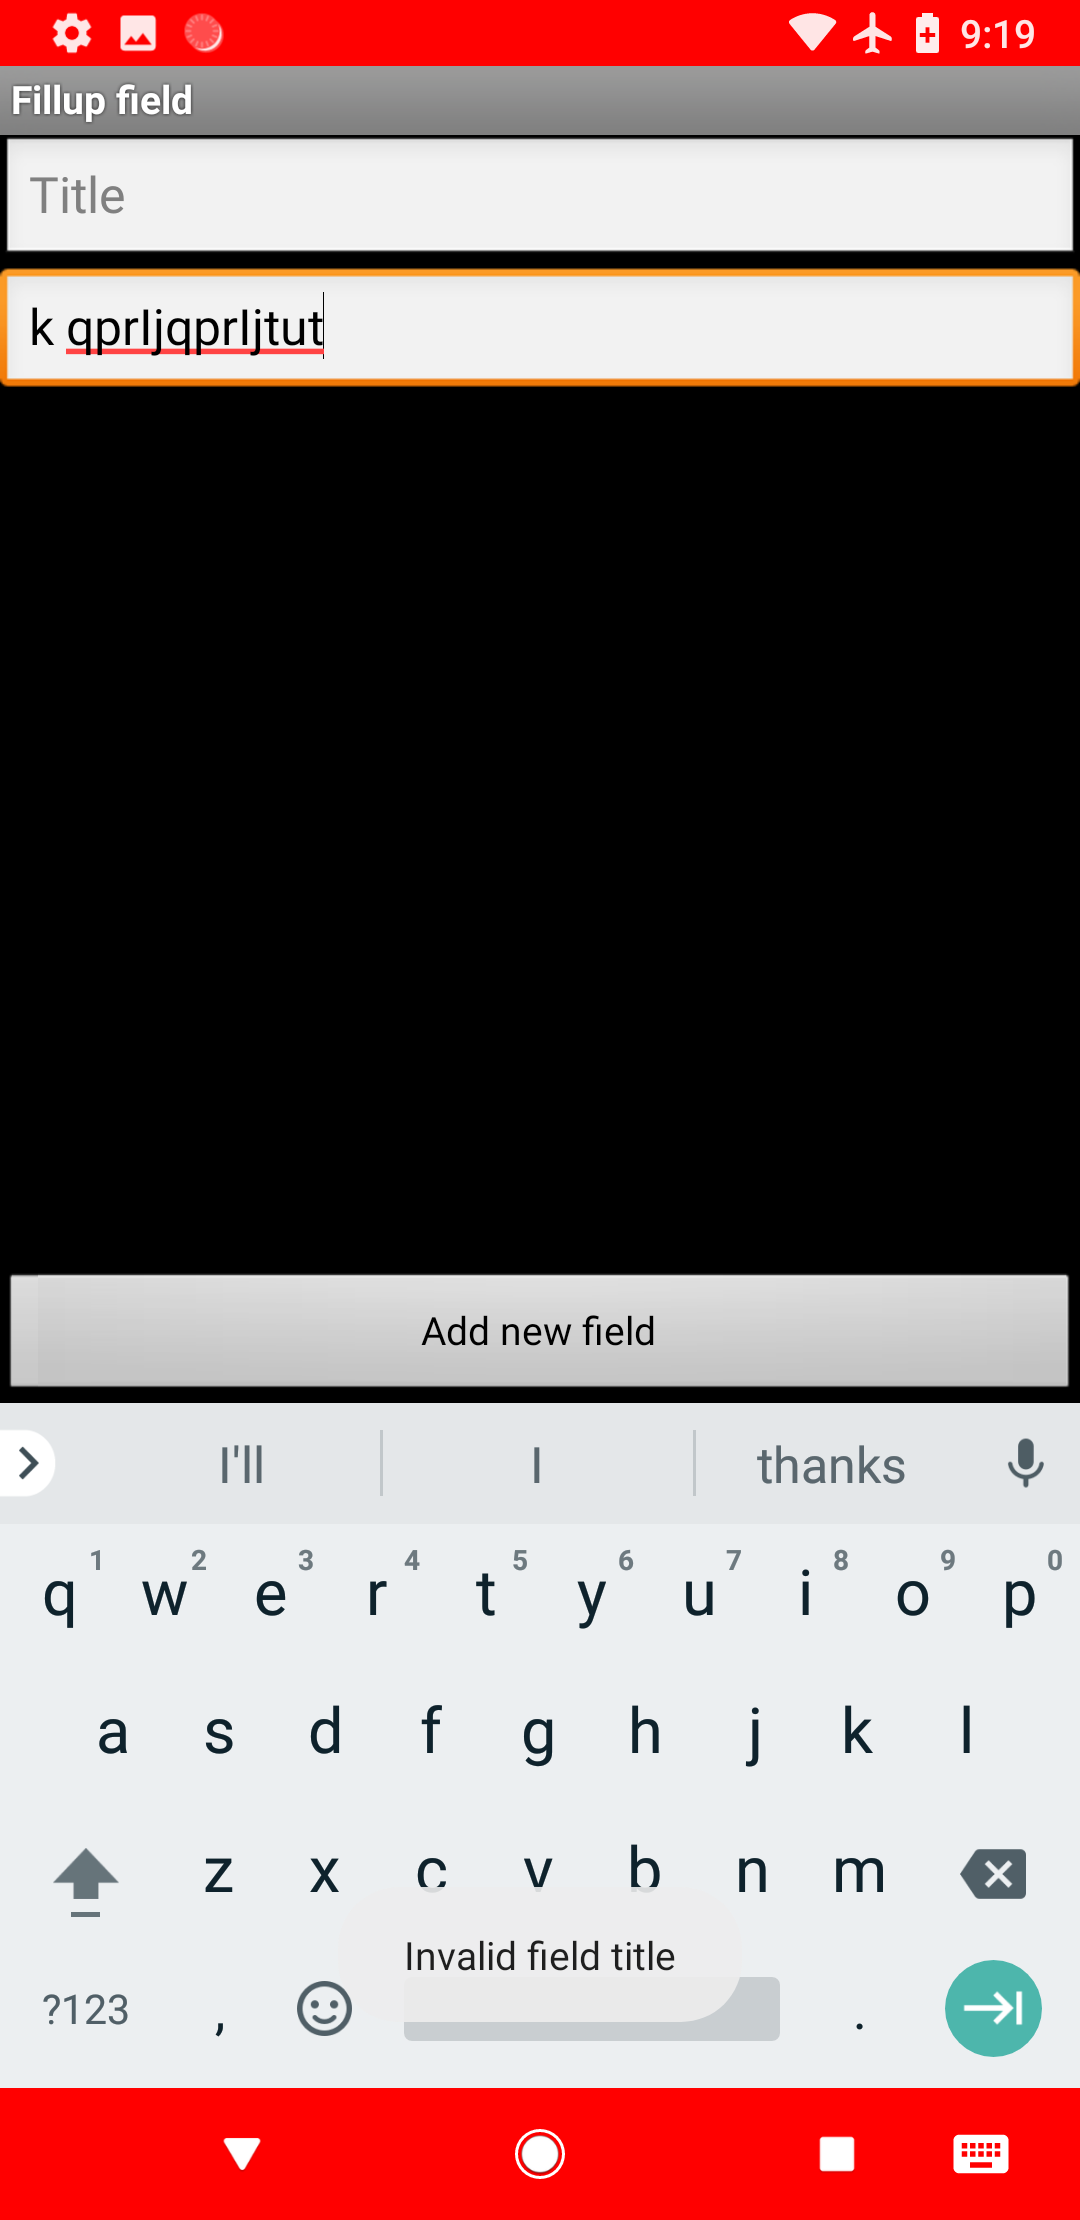 9:19
Fillup field
Title
k qprljqprljtut
Add new field
I'll I thanks
1 2 3 4 5 6 7 8 9 0
q w e r t y u i o p
a s d f g h j k l
z x c v b n m
Invalid field title
?123 , .